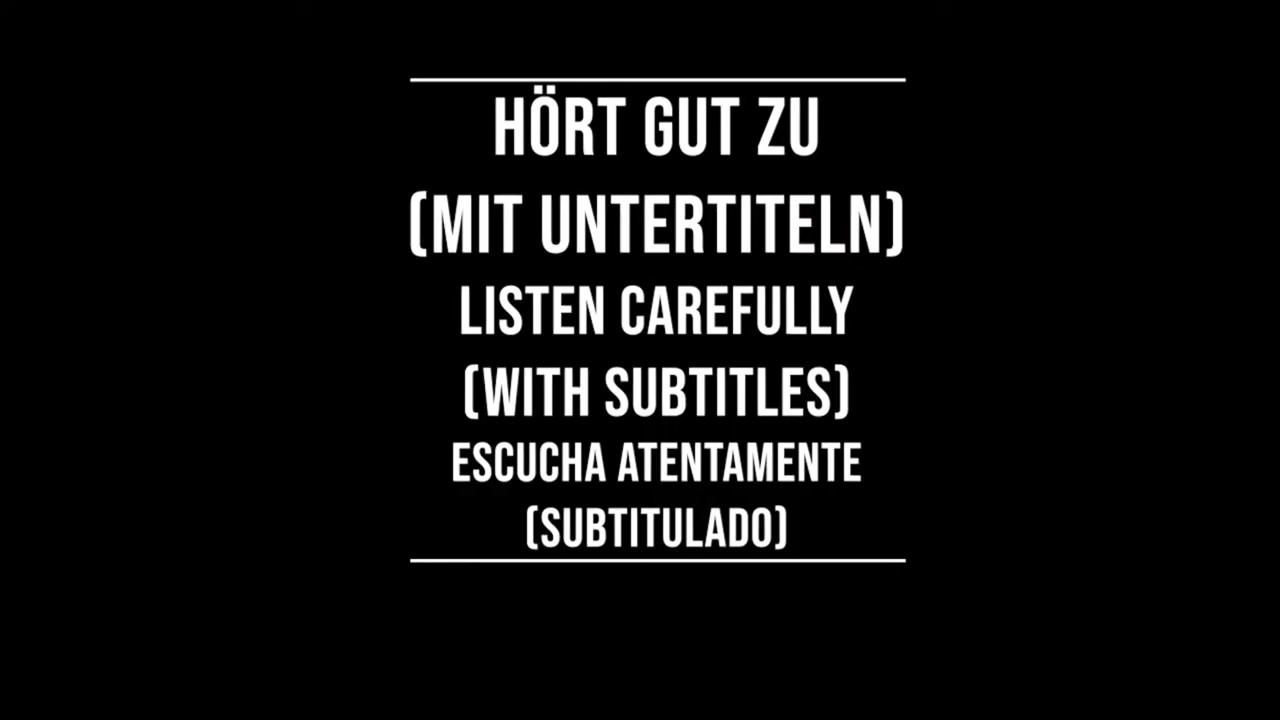 HÖRT GUT ZU
(MIT UNTERTITELN)
LISTEN CAREFULLY
(WITH SUBTITLES)
ESCUCHA ATENTAMENTE
(SUBTITULADO)